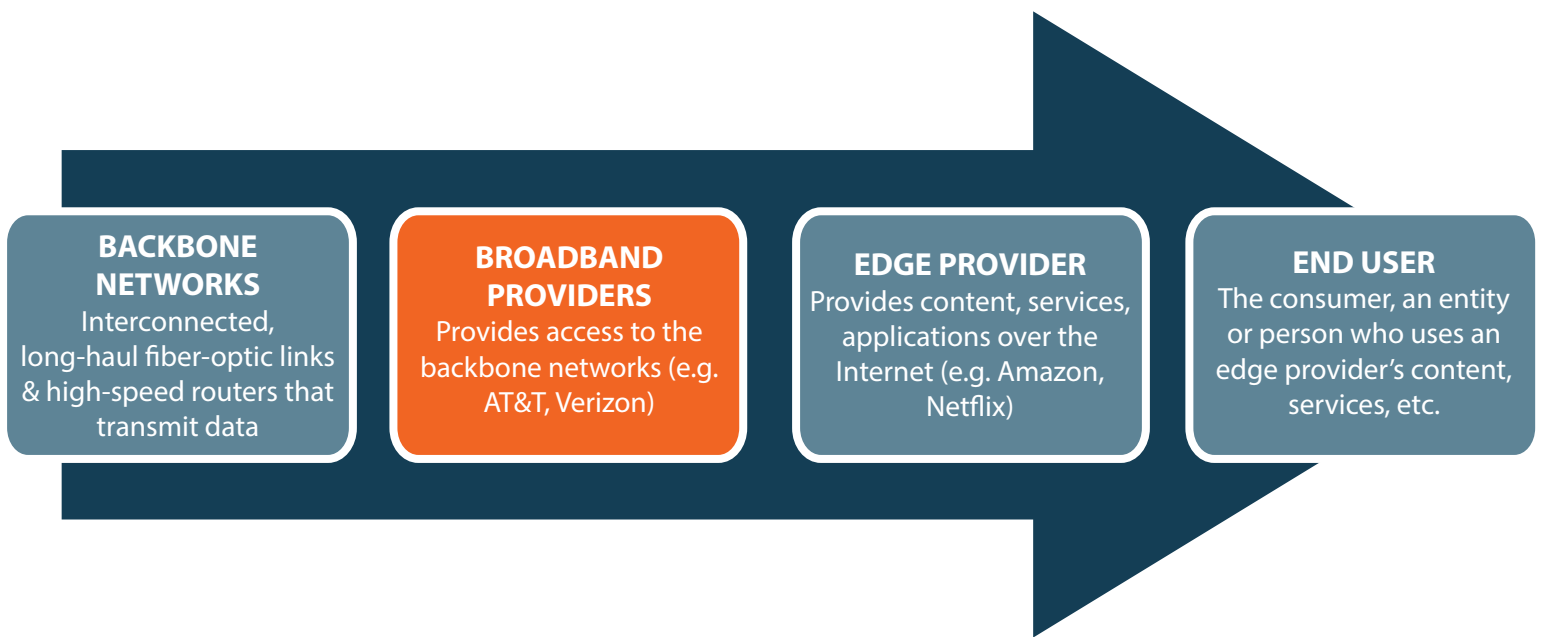 BACKBONE
NETWORKS
Interconnected,
long-haul fiber-optic links
& high-speed routers that
transmit data
BROADBAND
PROVIDERS
Provides access to the
backbone networks (e.g.
AT&T, Verizon)
EDGE PROVIDER
Provides content, services,
applications over the
Internet (e.g. Amazon,
Netflix)
END USER
The consumer, an entity
or person who uses an
edge provider’s content,
services, etc.